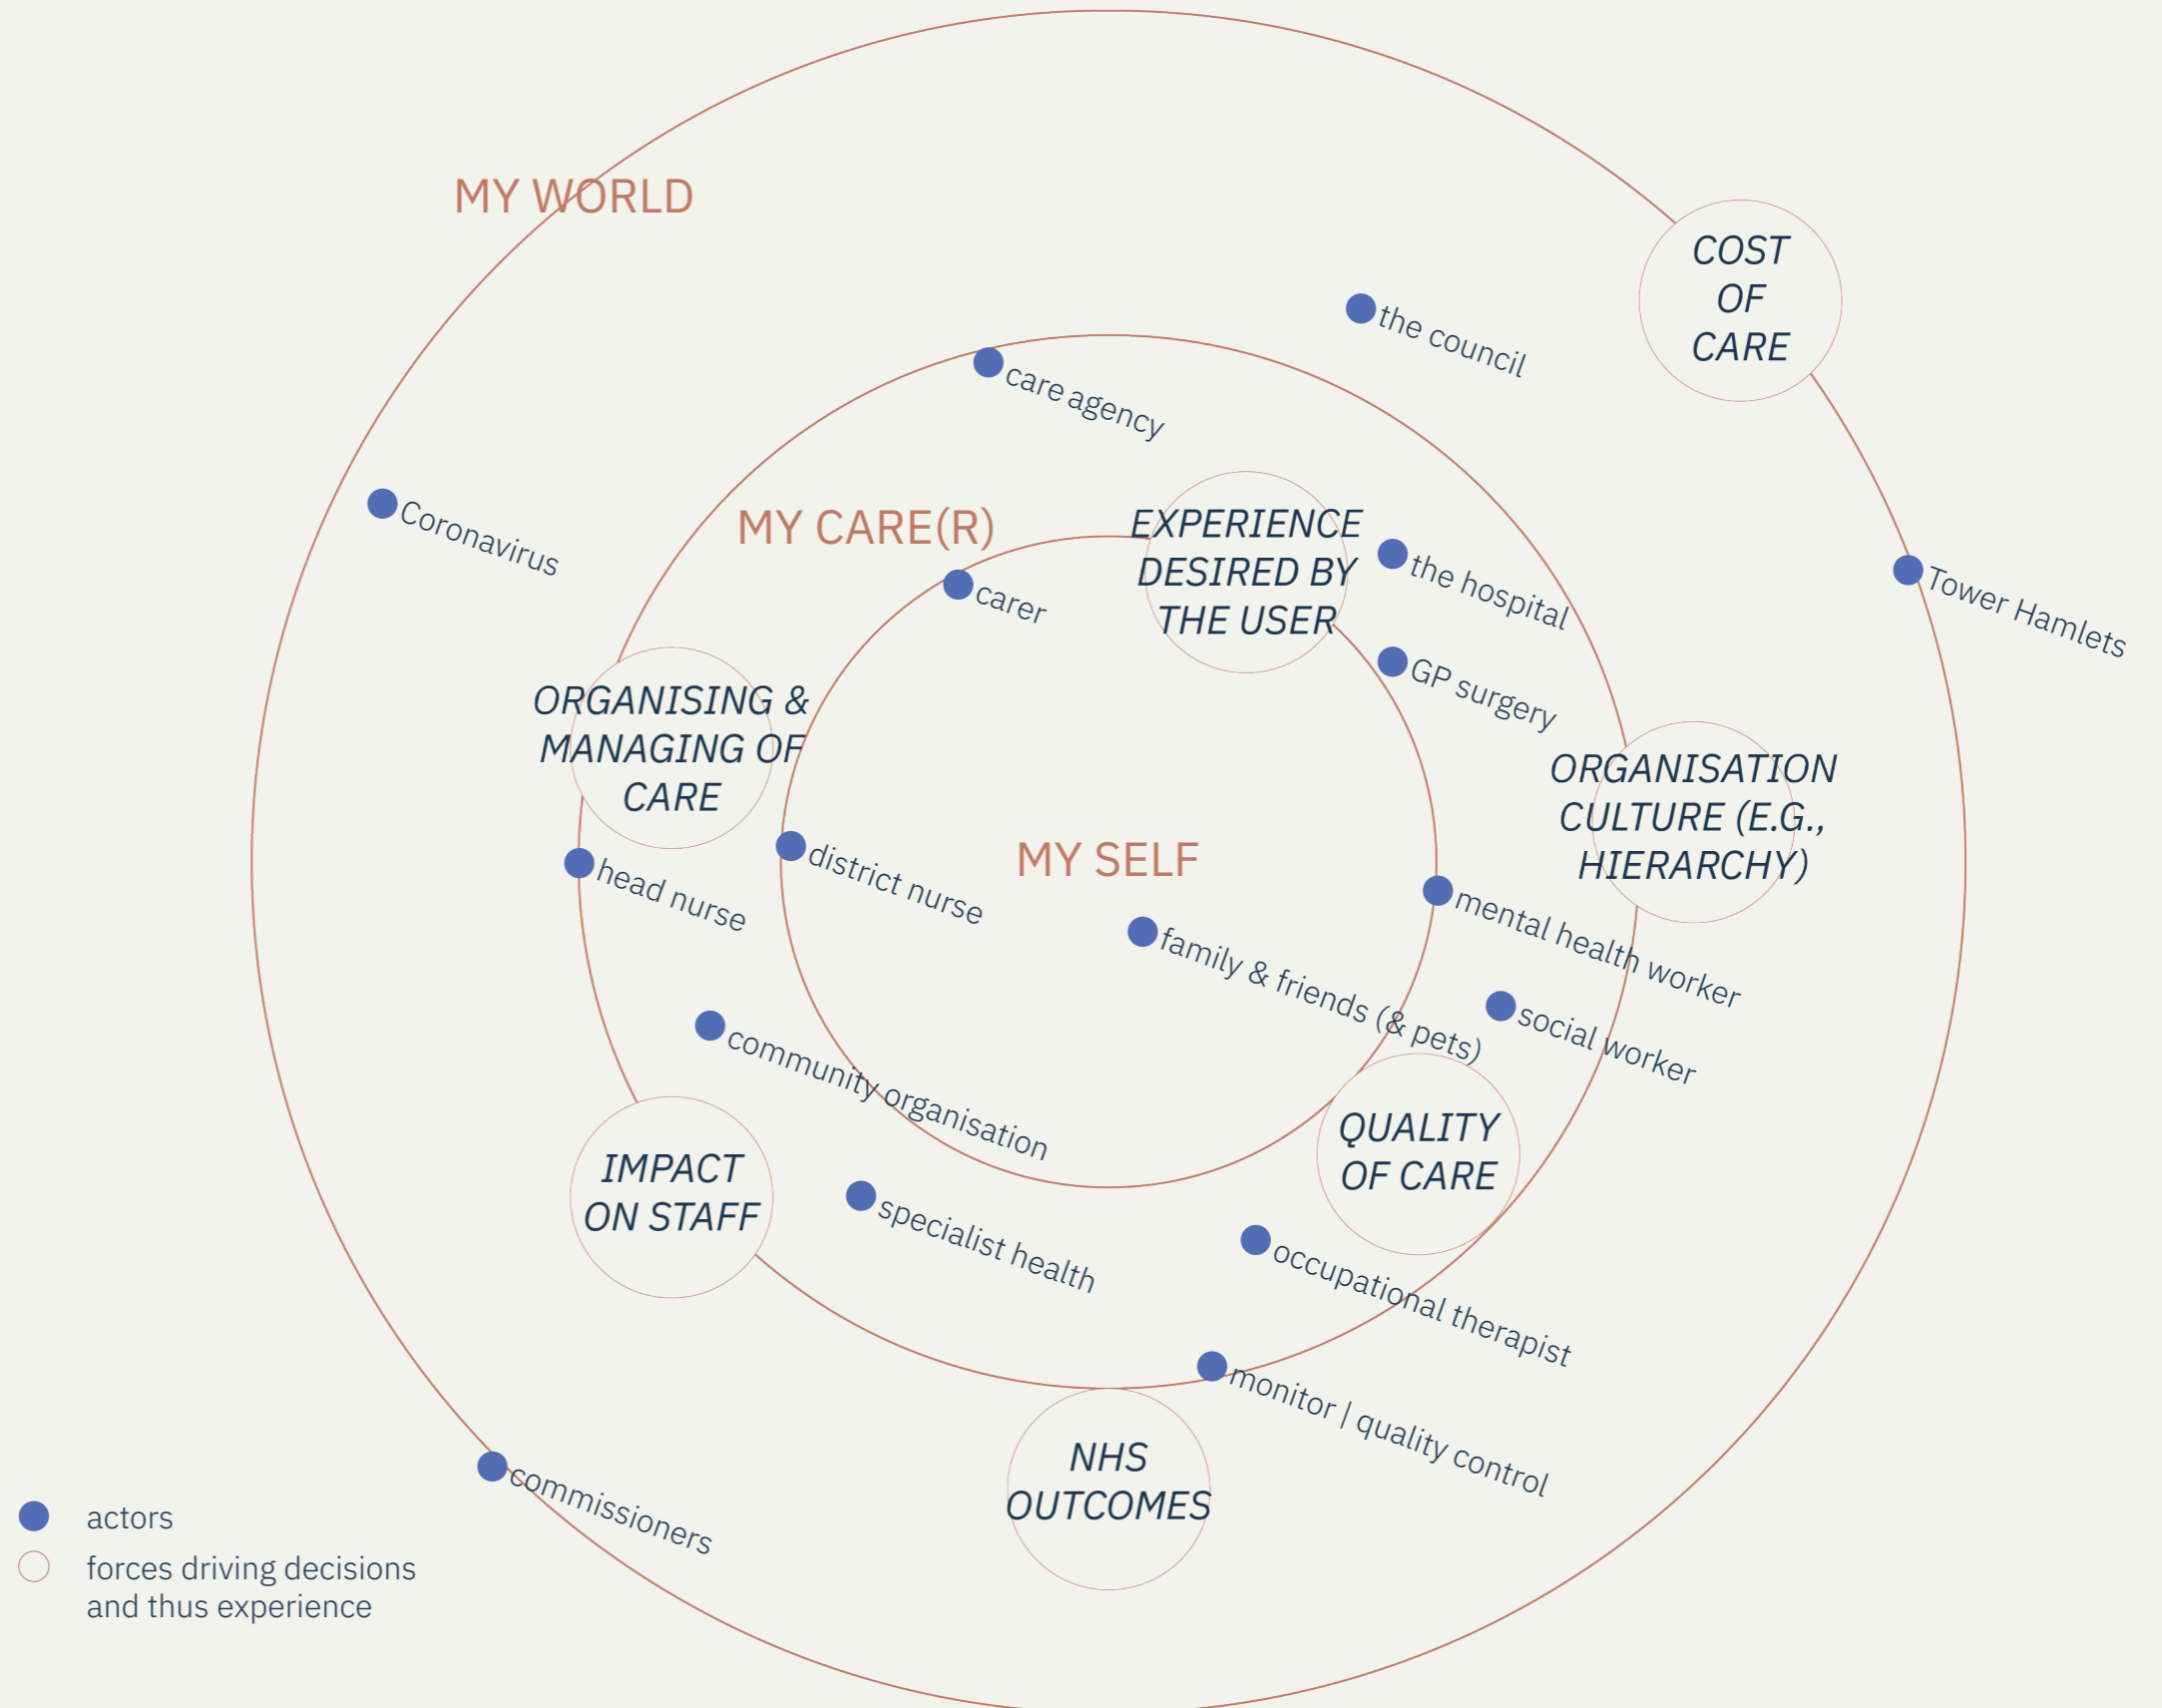 MY WORLD
COST
OF
CARE
the council
care agency
Coronavirus
MY CARE(R)
EXPERIENCE
DESIRED BY
THE USER
the hospital
Tower Hamlets
carer
GP surgery
ORGANISING &
MANAGING OF
CARE
ORGANISATION
CULTURE (E.G.,
HIERARCHY)
head nurse
district nurse
MY SELF
mental health worker
family & friends (& pets)
social worker
community organisation
QUALITY
OF CARE
IMPACT
ON STAFF
specialist health
occupational therapist
monitor / quality control
NHS
OUTCOMES
commissioners
actors
forces driving decisions
and thus experience